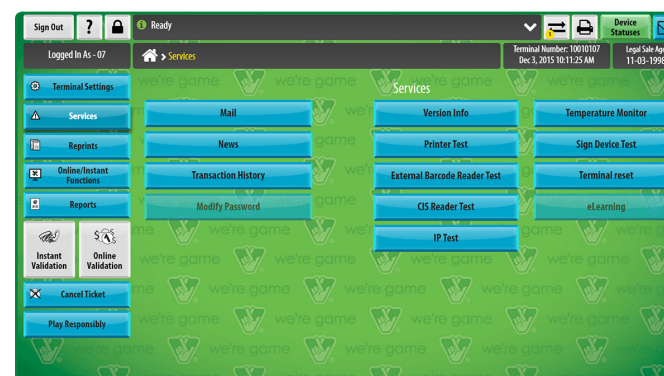 Sign Out
?
Ready
1
Device
Statuses
Logged In As - 07
> Services
Terminal Number: 10010107
Dec 3, 2015 10:11:25 AM
Legal Sale Ag
11-03-1998
Services
Terminal Settings
Services
Reprints
Online/Instant
Functions
Reports
Instant
Validation
Online
Validation
Cancel Ticket
Play Responsibly
Mail
News
Transaction History
Modify Password
Version Info
Printer Test
External Barcode Reader Test
CIS Reader Test
IP Test
Temperature Monitor
Sign Device Test
Terminal reset
eLearning
we're game